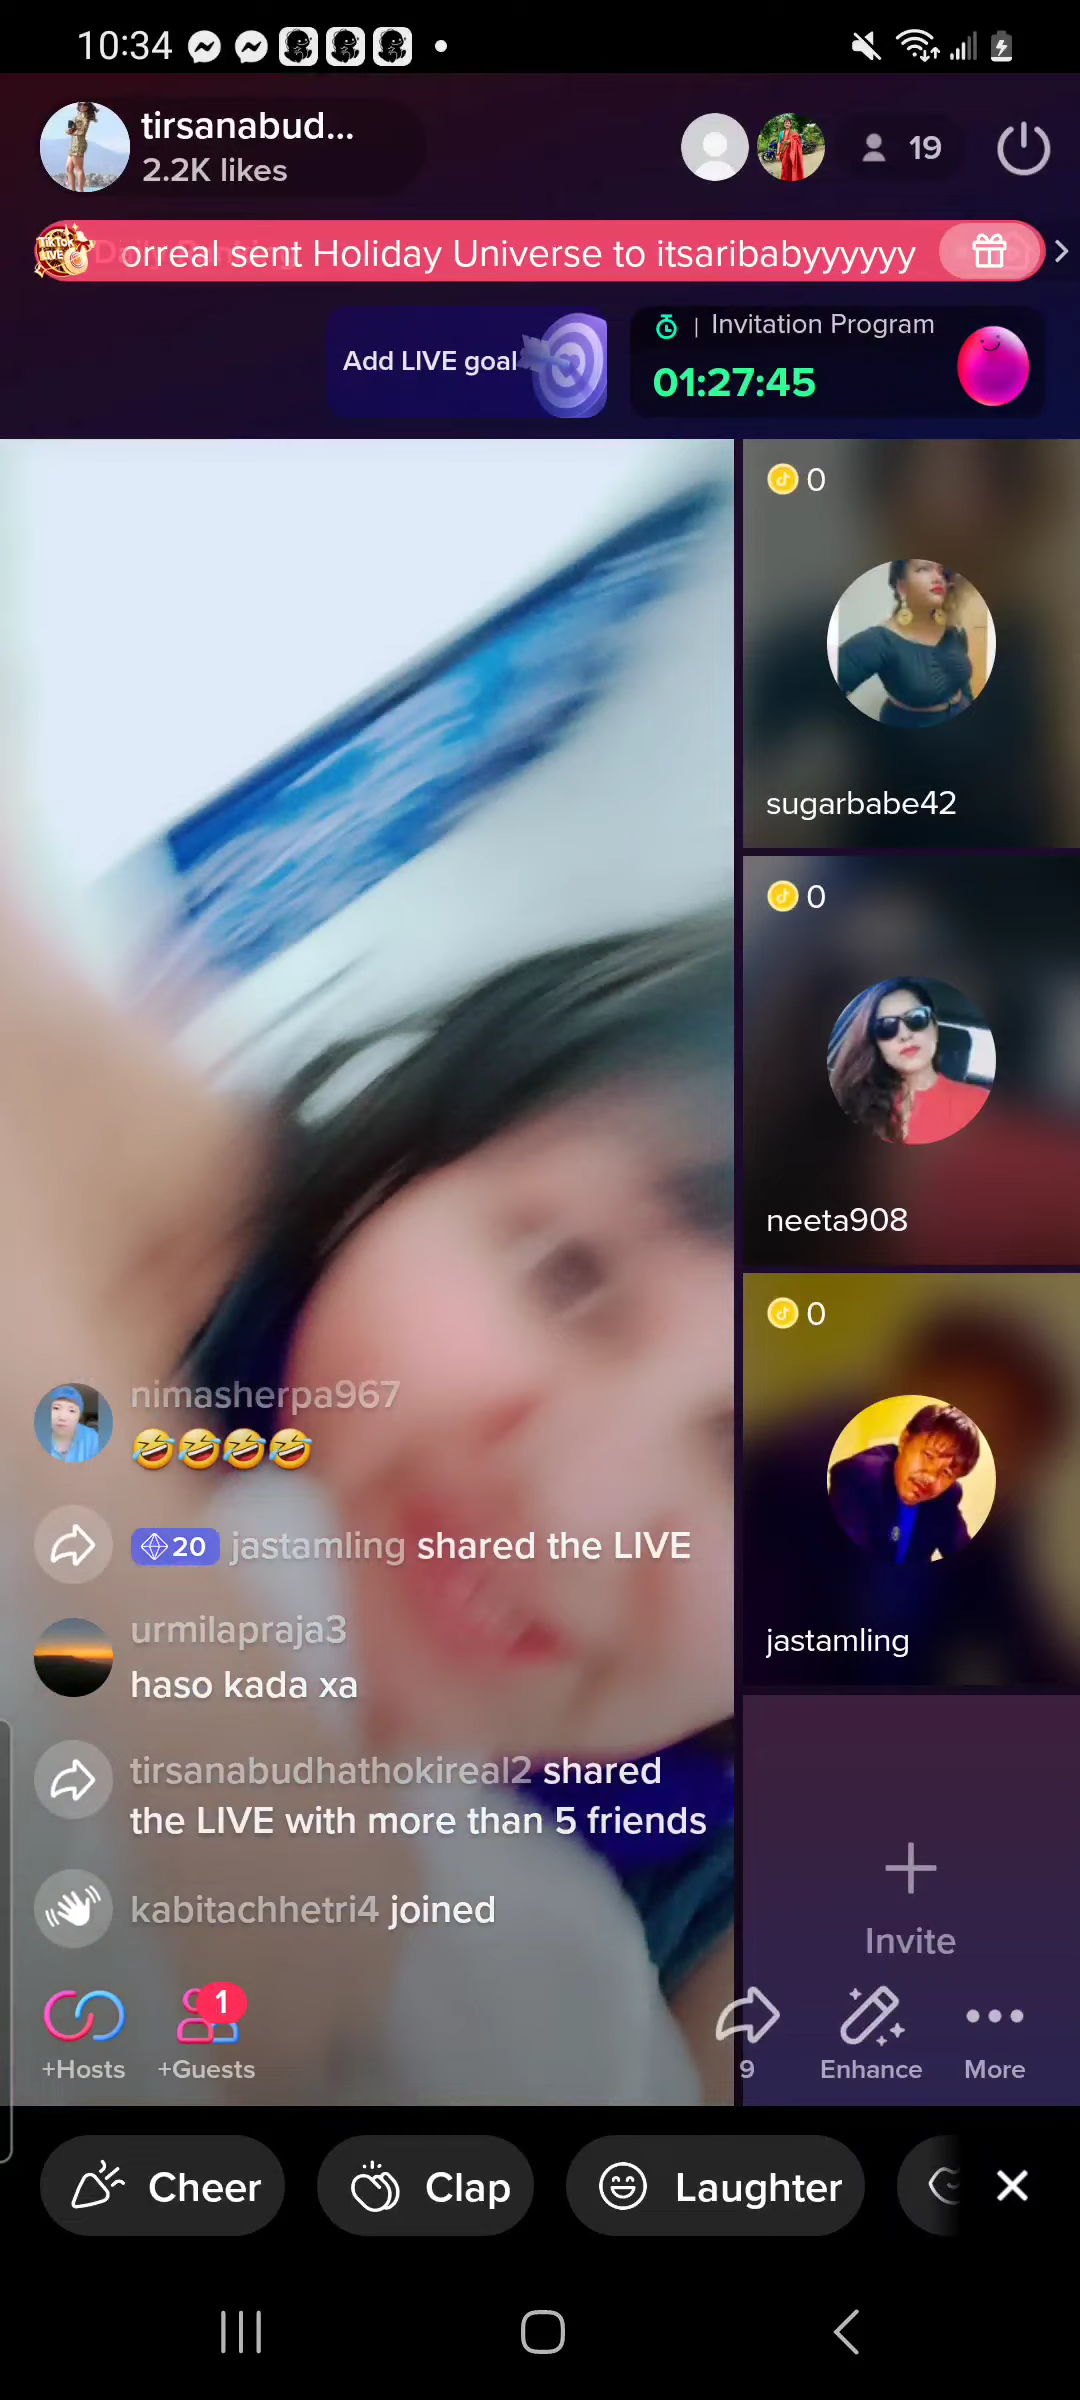 10:34
tirsanabud...
2.2K likes
19
TikTok
LIVE
orreal sent Holiday Universe to itsaribabyyyyyy
Add LIVE goal
| Invitation Program
01:27:45
0
sugarbabe42
0
neeta908
0
jastamling
nimasherpa967
🤣🤣🤣🤣
20 jastamling shared the LIVE
urmilapraja3
haso kada xa
tirsanabudhathokireal2 shared
the LIVE with more than 5 friends
kabitachhetri4 joined
Invite
1
+Hosts
+Guests
9
Enhance
More
Cheer
Clap
Laughter